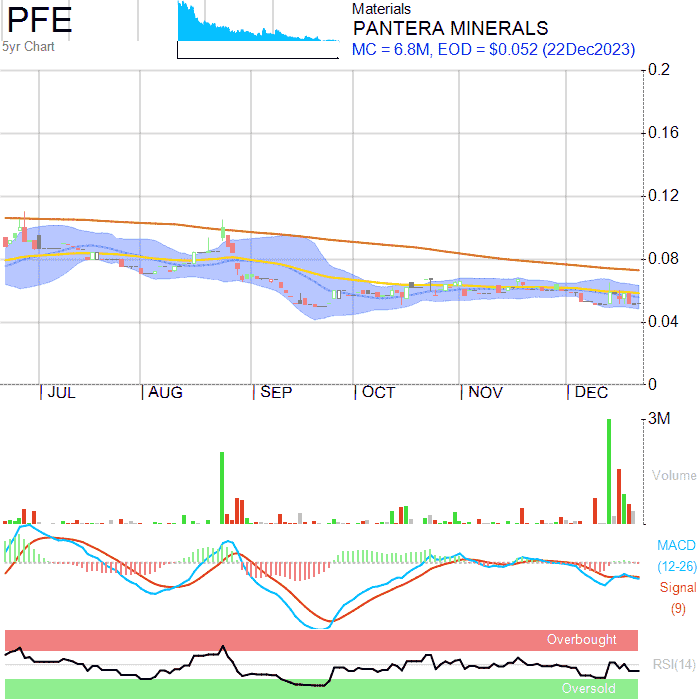 PFE
5yr Chart
Materials
PANTERA MINERALS
MC = 6.8M, EOD = $0.052 (22Dec2023)
0.2
0.16
0.12
0.08
0.04
0
JUL AUG SEP OCT NOV DEC
3M
Volume
MACD
(12-26)
Signal
(9)
Overbought
RSI(14)
Oversold